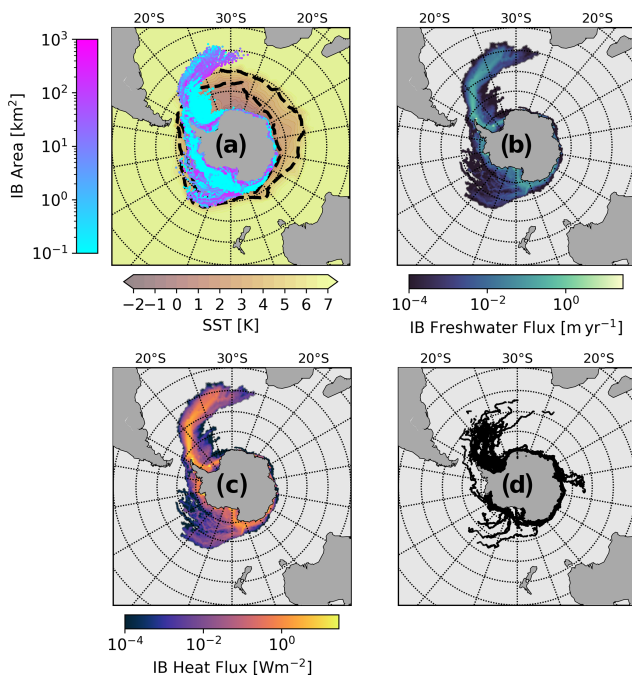 20°S 30°S 20°S
20°S 30°S 20°S
IB Area [km²]
10³
10²
10¹
10⁰
10⁻¹
(a)
(b)
−2 −1 0 1 2 3 4 5 6 7
SST [K]
10⁻⁴ 10⁻² 10⁰
IB Freshwater Flux [m yr⁻¹]
20°S 30°S 20°S
20°S 30°S 20°S
(c)
(d)
10⁻⁴ 10⁻² 10⁰
IB Heat Flux [Wm⁻²]